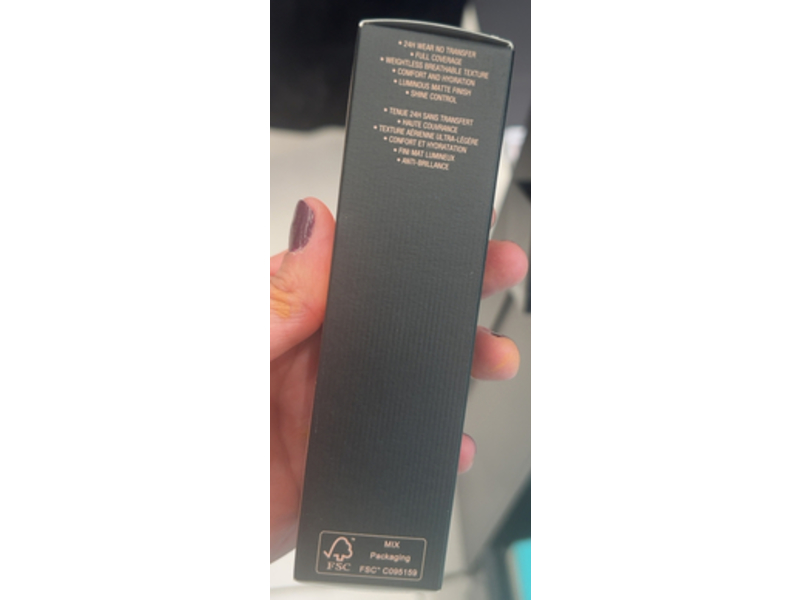 • 24H WEAR NO TRANSFER
• FULL COVERAGE
• WEIGHTLESS BREATHABLE TEXTURE
• COMFORT AND HYDRATION
• LUMINOUS MATTE FINISH
• SHINE CONTROL
• TENUE 24H SANS TRANSFERT
• HAUTE COUVRANCE
• TEXTURE AÉRIENNE ULTRA-LÉGÈRE
• CONFORT ET HYDRATATION
• FINI MAT LUMINEUX
• ANTI-BRILLANCE
MIX
Packaging
FSC™ C095159
FSC